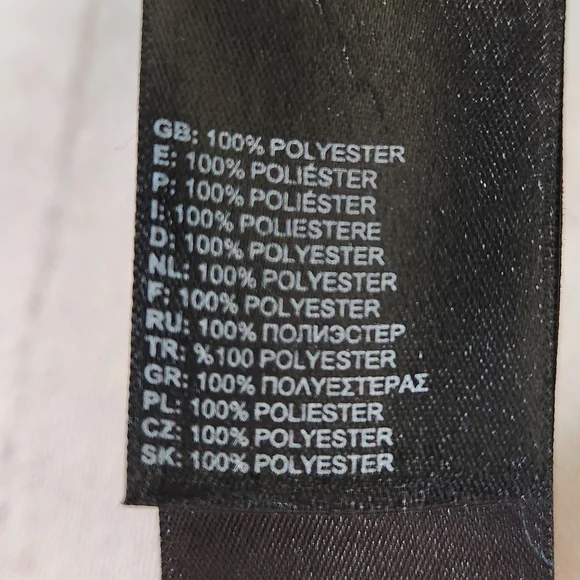 GB: 100% POLYESTER
E: 100% POLIÉSTER
P: 100% POLIÉSTER
I: 100% POLIESTERE
D: 100% POLYESTER
NL: 100% POLYESTER
F: 100% POLYESTER
RU: 100% ПОЛИЭСТЕР
TR: %100 POLYESTER
GR: 100% ΠΟΛΥΕΣΤΕΡΑΣ
PL: 100% POLIESTER
CZ: 100% POLYESTER
SK: 100% POLYESTER